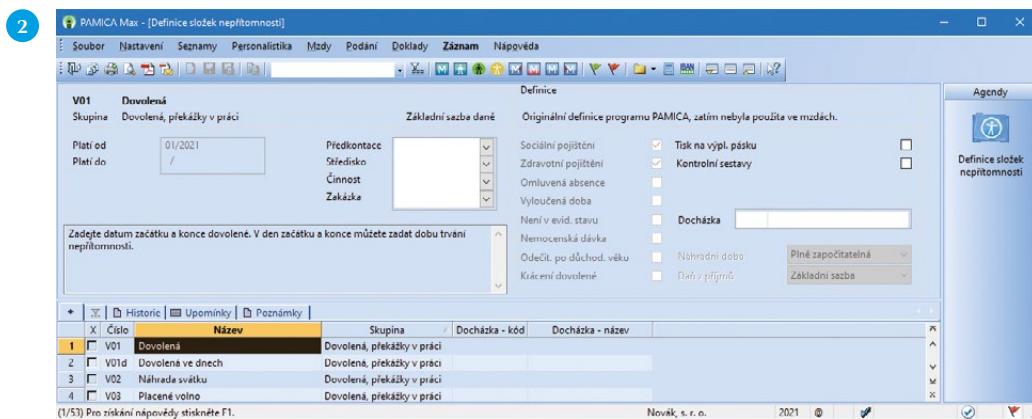 2
PAMICA Max - [Definice složek nepřítomnosti]
Soubor Nastavení Seznamy Personalistika Mzdy Podání Doklady Záznam Nápověda
Definice
Agendy
V01 Dovolená
Skupina Dovolená, překážky v práci Základní sazba daně Originální definice programu PAMICA, zatím nebyla použita ve mzdách.
Platí od 01/2021 Předkontace Sociální pojištění Tisk na výpl. pásku
Platí do / Středisko Zdravotní pojištění Kontrolní sestavy
Definice složek
nepřítomnosti
Činnost Omluvená absence
Zakázka Vyloučená doba
Není v evid. stavu Docházka
Zadejte datum začátku a konce dovolené. V den začátku a konce můžete zadat dobu trvání
nepřítomnosti.
Nemocenská dávka
Odečít. po důchod. věku Náhradní doba Plně započitatelná
Krácení dovolené Daň z příjmů Základní sazba
Historie Upomínky Poznámky
X Číslo Název Skupina Docházka - kód Docházka - název
1 V01 Dovolená Dovolená, překážky v práci
2 V01d Dovolená ve dnech Dovolená, překážky v práci
3 V02 Náhrada svátku Dovolená, překážky v práci
4 V03 Placené volno Dovolená, překážky v práci
(1/53) Pro získání nápovědy stiskněte F1. Novák, s. r. o. 2021 @